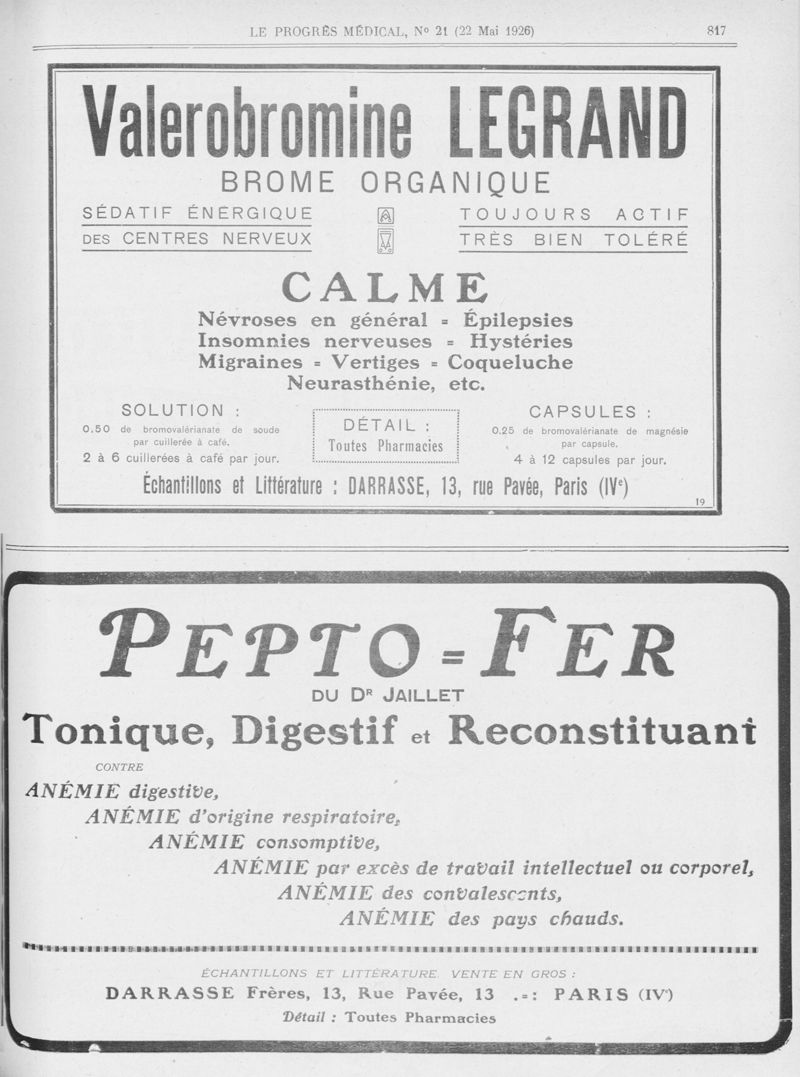 LE PROGRÈS MÉDICAL, Nº 21 (22 Mai 1926) 817
Valerobromine LEGRAND
BROME ORGANIQUE
SÉDATIF ÉNERGIQUE
DES CENTRES NERVEUX
TOUJOURS ACTIF
TRÈS BIEN TOLÉRÉ
CALME
Névroses en général = Épilepsies
Insomnies nerveuses = Hystéries
Migraines = Vertiges = Coqueluche
Neurasthénie, etc.
SOLUTION :
0.50 de bromovalérianate de soude
par cuillerée à café.
2 à 6 cuillerées à café par jour.
DÉTAIL :
Toutes Pharmacies
CAPSULES :
0.25 de bromovalérianate de magnésie
par capsule.
4 à 12 capsules par jour.
Échantillons et Littérature : DARRASSE, 13, rue Pavée, Paris (IVe)
19
PEPTO=FER
DU DR JAILLET
Tonique, Digestif et Reconstituant
CONTRE
ANÉMIE digestive,
ANÉMIE d'origine respiratoire,
ANÉMIE consomptive,
ANÉMIE par excès de travail intellectuel ou corporel,
ANÉMIE des convalescents,
ANÉMIE des pays chauds.
ÉCHANTILLONS ET LITTÉRATURE. VENTE EN GROS :
DARRASSE Frères, 13, Rue Pavée, 13 .=: PARIS (IVe)
Détail : Toutes Pharmacies